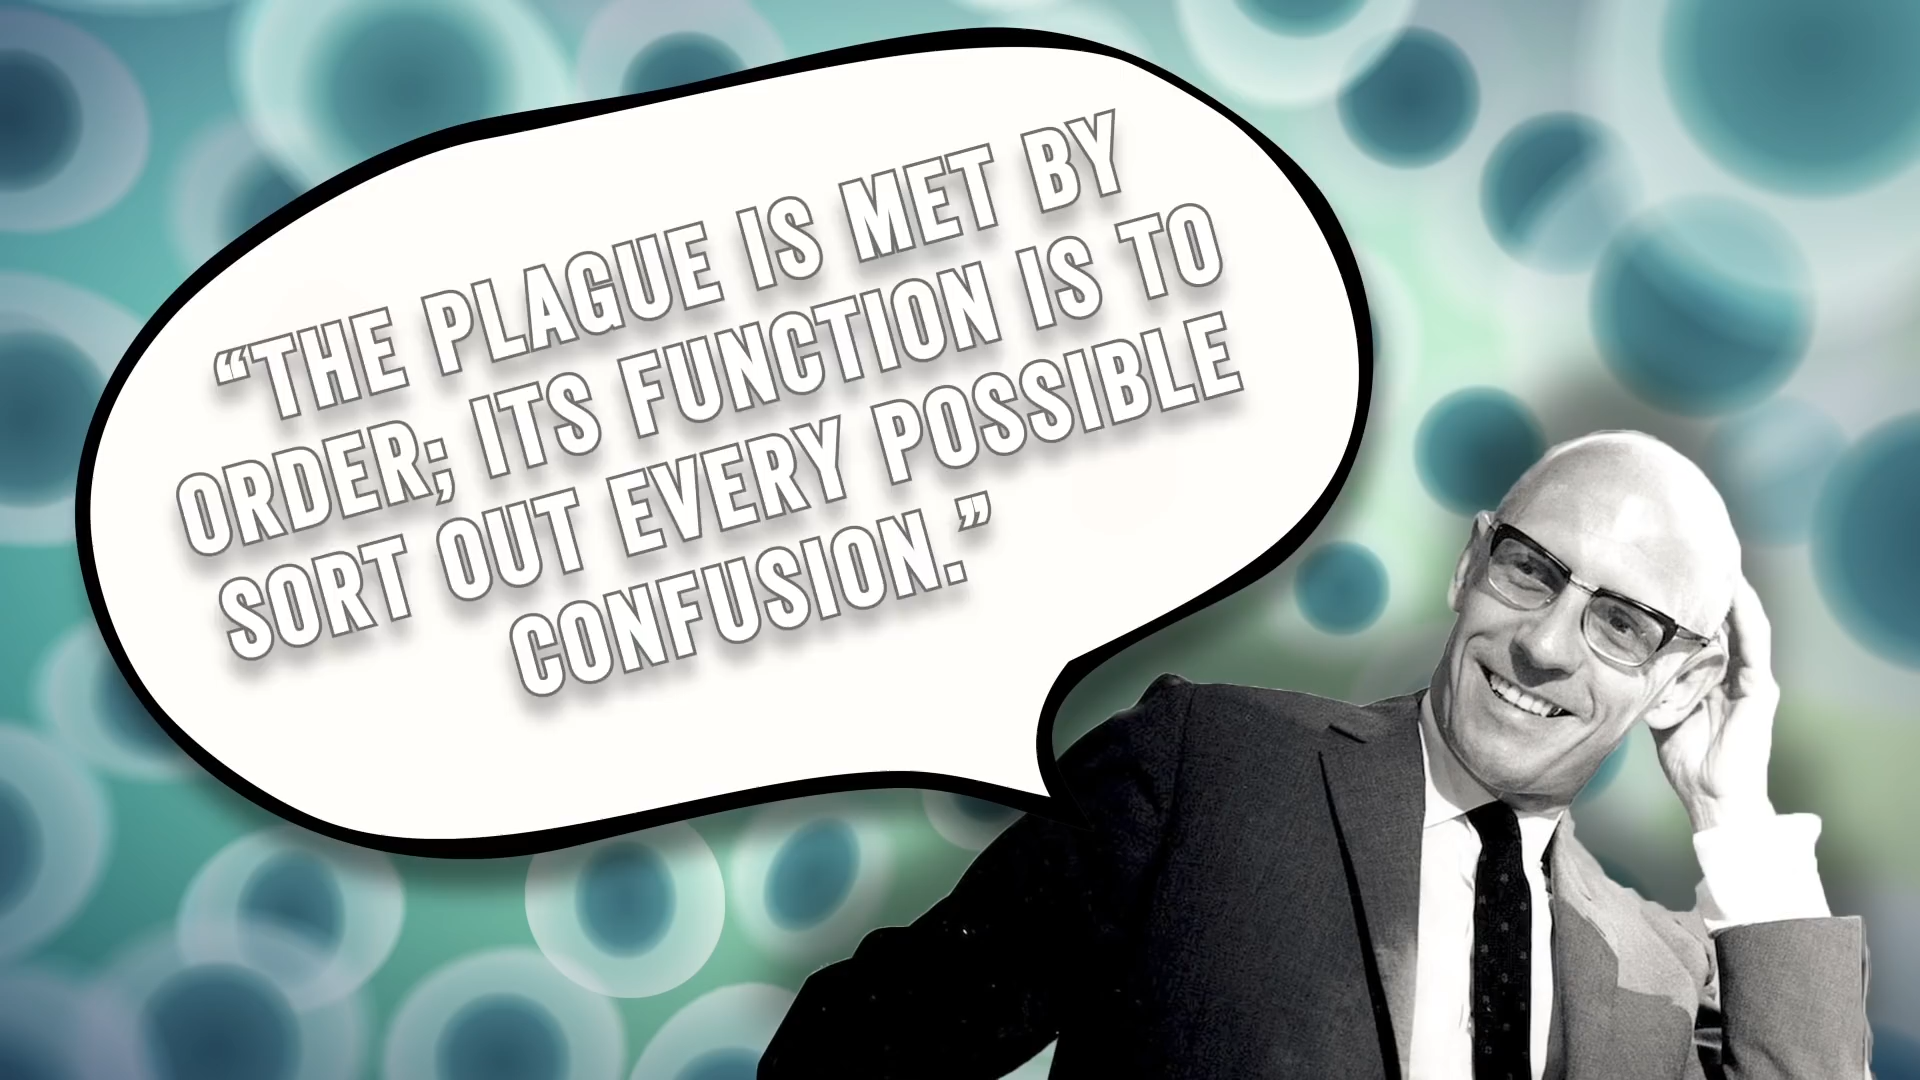 “THE PLAGUE IS MET BY
ORDER; ITS FUNCTION IS TO
SORT OUT EVERY POSSIBLE
CONFUSION.”